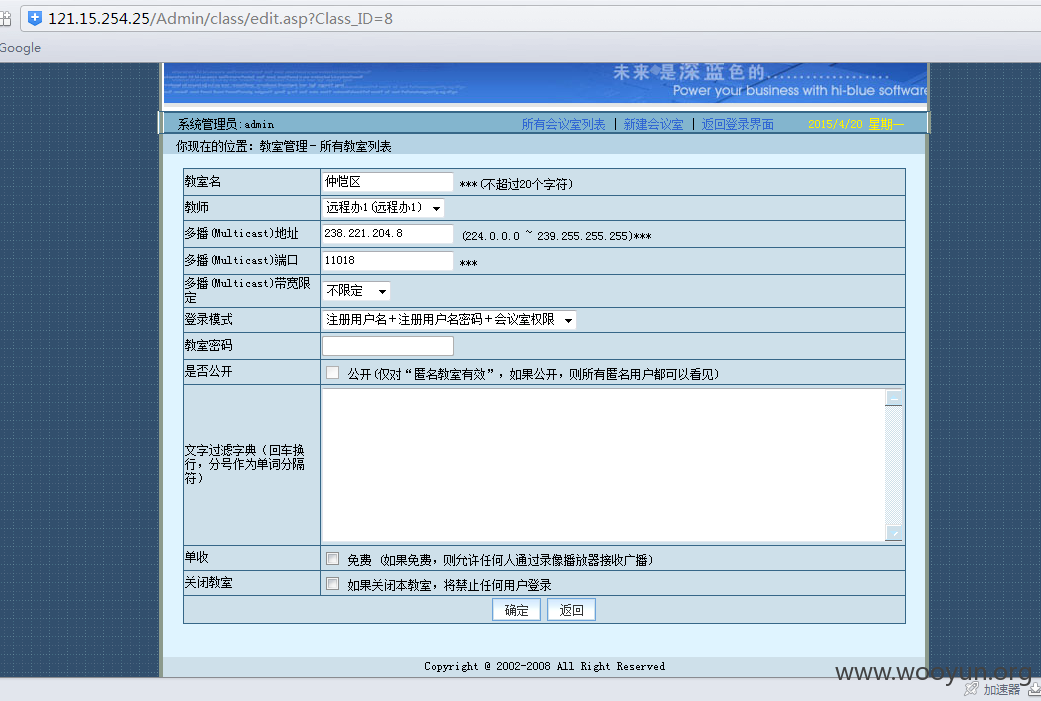 121.15.254.25/Admin/class/edit.asp?Class_ID=8
Google
未来是深蓝色的................
Power your business with hi-blue software
系统管理员:admin 所有会议室列表 | 新建会议室 | 返回登录界面 2015/4/20 星期一
你现在的位置：教室管理－所有教室列表
教室名 仲恺区 ***(不超过20个字符)
教师 远程办1(远程办1)
多播(Multicast)地址 238.221.204.8 (224.0.0.0 ~ 239.255.255.255)***
多播(Multicast)端口 11018 ***
多播(Multicast)带宽限
定 不限定
登录模式 注册用户名＋注册用户名密码＋会议室权限
教室密码
是否公开 公开(仅对“匿名教室有效”，如果公开，则所有匿名用户都可以看见)
文字过滤字典（回车换
行，分号作为单词分隔
符）
单收 免费（如果免费，则允许任何人通过录像播放器接收广播）
关闭教室 如果关闭本教室，将禁止任何用户登录
确定 返回
Copyright @ 2002-2008 All Right Reserved
www.wooyun.org
加速器